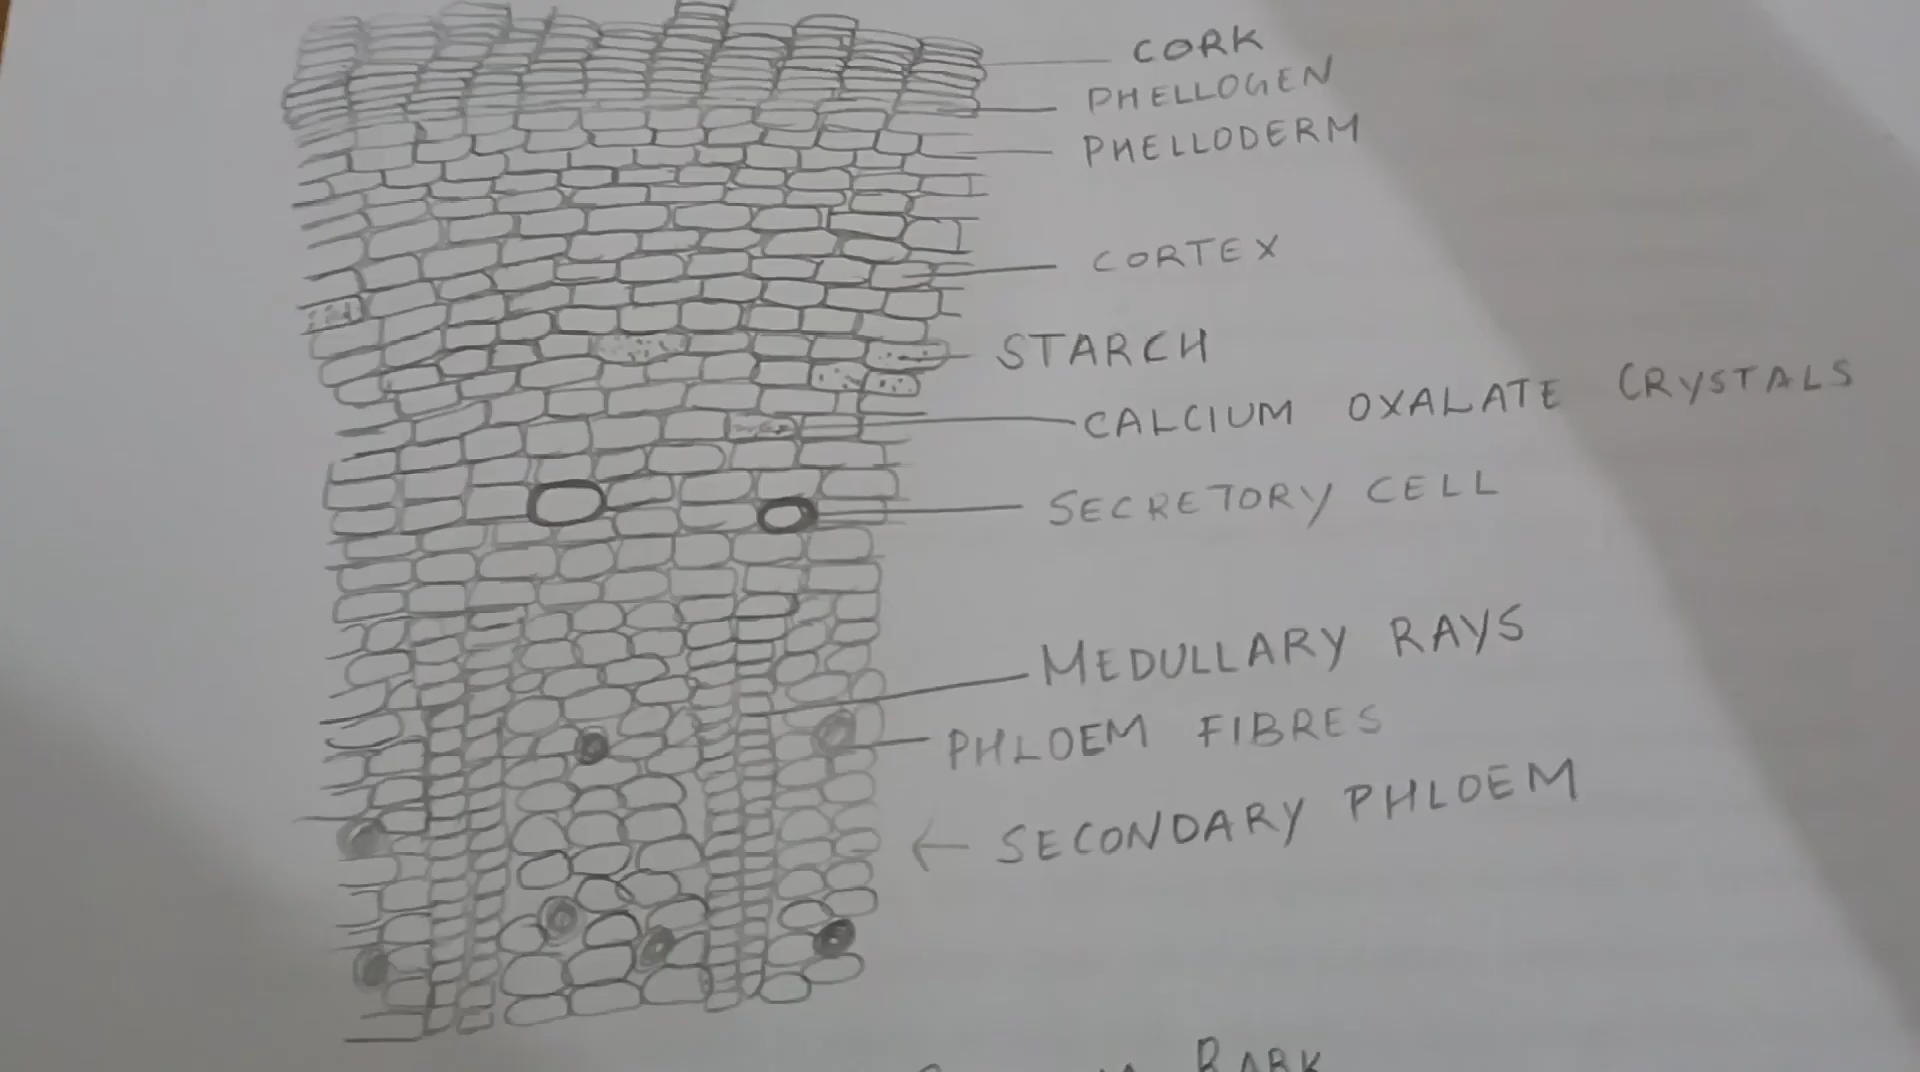 CORK
PHELLOGEN
PHELLODERM
CORTEX
STARCH
CALCIUM OXALATE CRYSTALS
SECRETORY CELL
MEDULLARY RAYS
PHLOEM FIBRES
SECONDARY PHLOEM
BARK